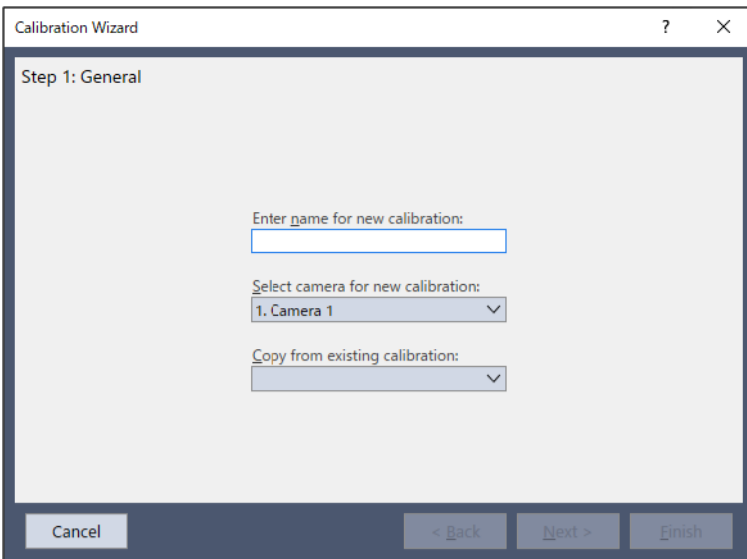 Calibration Wizard ?
Step 1: General
Enter name for new calibration:
Select camera for new calibration:
1. Camera 1
Copy from existing calibration:
Cancel < Back Next > Finish